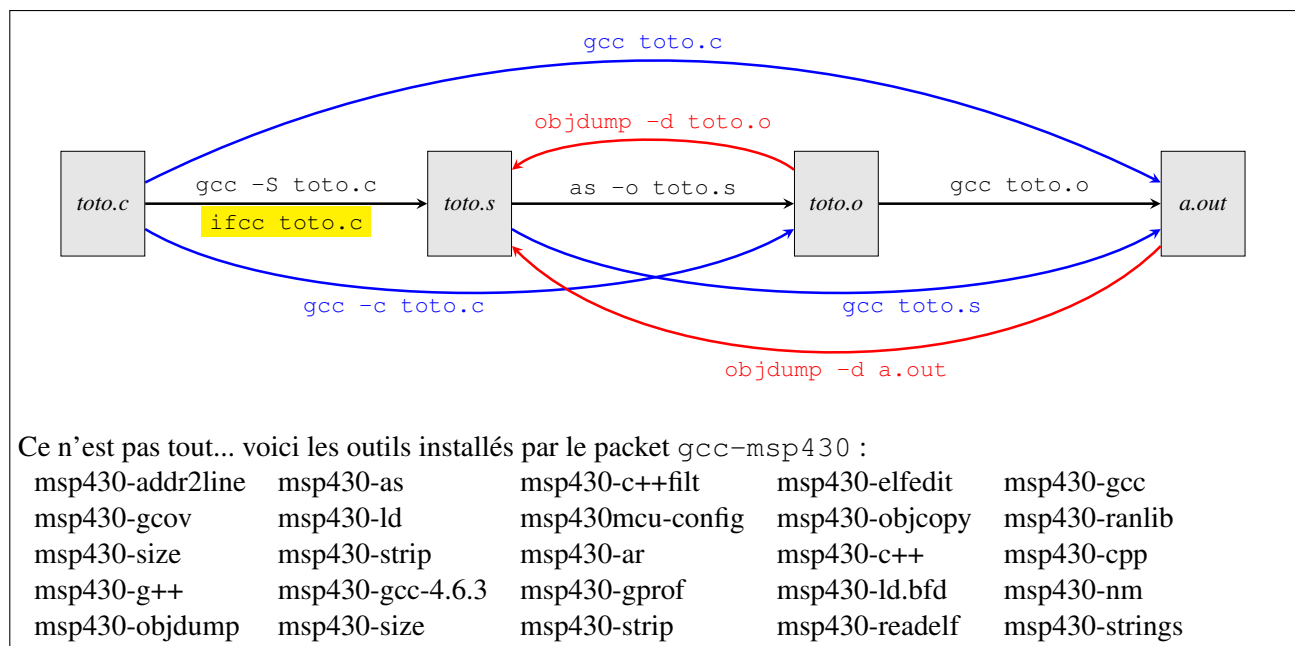 gcc toto.c
objdump -d toto.o
gcc -S toto.c
as -o toto.s
gcc toto.o
toto.c
toto.s
toto.o
a.out
ifcc toto.c
gcc -c toto.c
gcc toto.s
objdump -d a.out
Ce n'est pas tout... voici les outils installés par le packet gcc-msp430 :
msp430-addr2line msp430-as msp430-c++filt msp430-elfedit msp430-gcc
msp430-gcov msp430-ld msp430mcu-config msp430-objcopy msp430-ranlib
msp430-size msp430-strip msp430-ar msp430-c++ msp430-cpp
msp430-g++ msp430-gcc-4.6.3 msp430-gprof msp430-ld.bfd msp430-nm
msp430-objdump msp430-size msp430-strip msp430-readelf msp430-strings